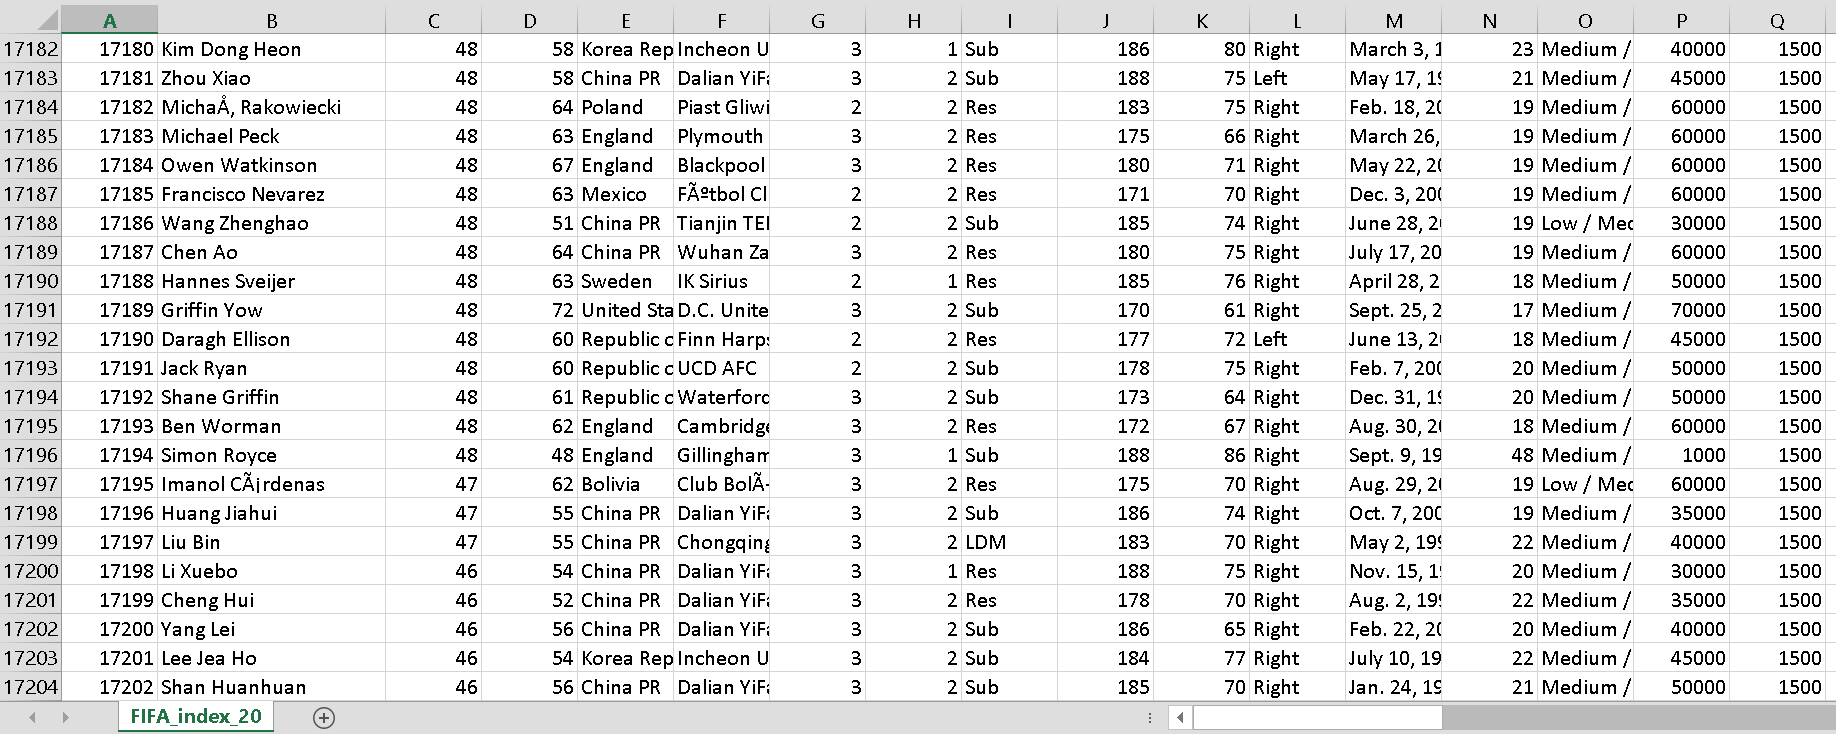 A B C D E F G H I J K L M N O P Q
17182 17180 Kim Dong Heon 48 58 Korea Rep Incheon U 3 1 Sub 186 80 Right March 3, 1 23 Medium / 40000 1500
17183 17181 Zhou Xiao 48 58 China PR Dalian YiFa 3 2 Sub 188 75 Left May 17, 19 21 Medium / 45000 1500
17184 17182 MichaÅ‚ Rakowiecki 48 64 Poland Piast Gliwi 2 2 Res 183 75 Right Feb. 18, 20 19 Medium / 60000 1500
17185 17183 Michael Peck 48 63 England Plymouth 3 2 Res 175 66 Right March 26, 19 Medium / 60000 1500
17186 17184 Owen Watkinson 48 67 England Blackpool 3 2 Res 180 71 Right May 22, 20 19 Medium / 60000 1500
17187 17185 Francisco Nevarez 48 63 Mexico FÃºtbol Cl 2 2 Res 171 70 Right Dec. 3, 200 19 Medium / 60000 1500
17188 17186 Wang Zhenghao 48 51 China PR Tianjin TED 2 2 Sub 185 74 Right June 28, 20 19 Low / Med 30000 1500
17189 17187 Chen Ao 48 64 China PR Wuhan Za 3 2 Res 180 75 Right July 17, 20 19 Medium / 60000 1500
17190 17188 Hannes Sveijer 48 63 Sweden IK Sirius 2 1 Res 185 76 Right April 28, 2 18 Medium / 50000 1500
17191 17189 Griffin Yow 48 72 United Sta D.C. Unite 3 2 Sub 170 61 Right Sept. 25, 2 17 Medium / 70000 1500
17192 17190 Daragh Ellison 48 60 Republic o Finn Harps 2 2 Res 177 72 Left June 13, 20 18 Medium / 45000 1500
17193 17191 Jack Ryan 48 60 Republic o UCD AFC 2 2 Sub 178 75 Right Feb. 7, 200 20 Medium / 50000 1500
17194 17192 Shane Griffin 48 61 Republic o Waterford 3 2 Sub 173 64 Right Dec. 31, 19 20 Medium / 50000 1500
17195 17193 Ben Worman 48 62 England Cambridge 3 2 Res 172 67 Right Aug. 30, 20 18 Medium / 60000 1500
17196 17194 Simon Royce 48 48 England Gillingham 3 1 Sub 188 86 Right Sept. 9, 19 48 Medium / 1000 1500
17197 17195 Imanol CÃ¡rdenas 47 62 Bolivia Club BolÃ­ 3 2 Res 175 70 Right Aug. 29, 20 19 Low / Med 60000 1500
17198 17196 Huang Jiahui 47 55 China PR Dalian YiFa 3 2 Sub 186 74 Right Oct. 7, 200 19 Medium / 35000 1500
17199 17197 Liu Bin 47 55 China PR Chongqing 3 2 LDM 183 70 Right May 2, 199 22 Medium / 35000 1500
17200 17198 Li Xuebo 46 54 China PR Dalian YiFa 3 1 Res 188 75 Right Nov. 15, 1 20 Medium / 30000 1500
17201 17199 Cheng Hui 46 52 China PR Dalian YiFa 3 2 Res 178 70 Right Aug. 2, 199 22 Medium / 35000 1500
17202 17200 Yang Lei 46 56 China PR Dalian YiFa 3 2 Sub 186 65 Right Feb. 22, 20 20 Medium / 40000 1500
17203 17201 Lee Jea Ho 46 54 Korea Rep Incheon U 3 2 Sub 184 77 Right July 10, 19 22 Medium / 45000 1500
17204 17202 Shan Huanhuan 46 56 China PR Dalian YiFa 3 2 Sub 185 70 Right Jan. 24, 19 21 Medium / 50000 1500
FIFA_index_20